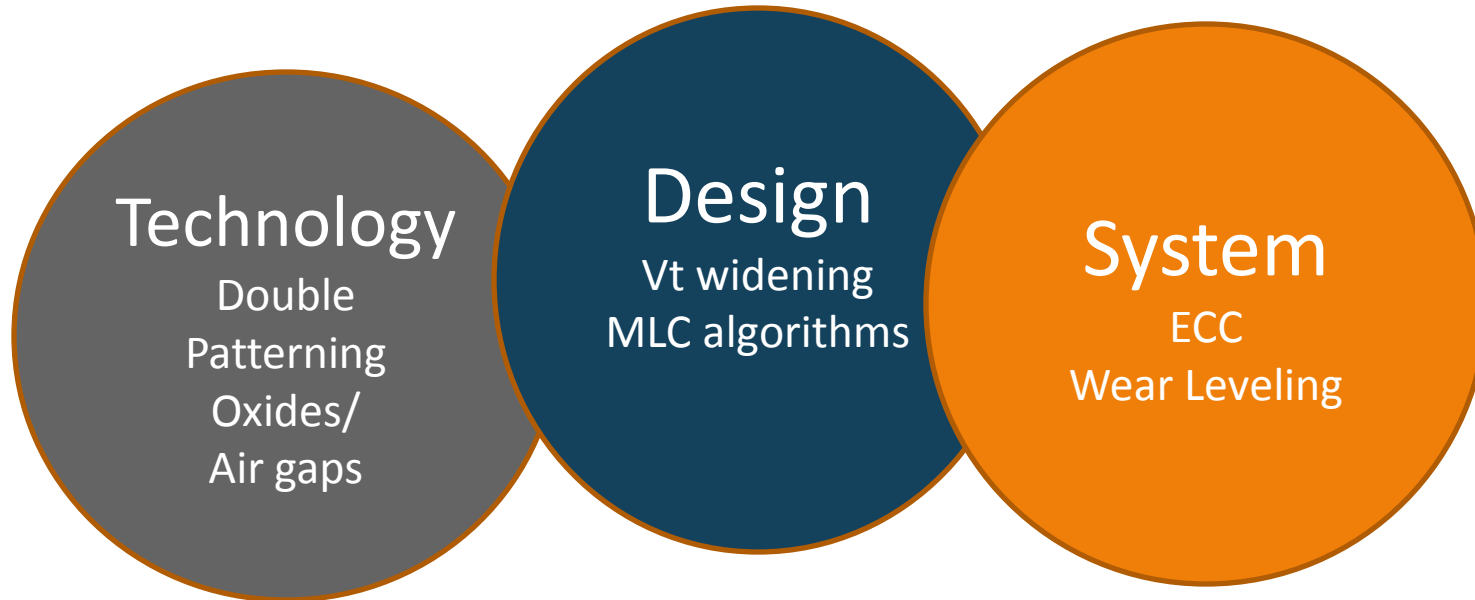 Technology
Double
Patterning
Oxides/
Air gaps
Design
Vt widening
MLC algorithms
System
ECC
Wear Leveling